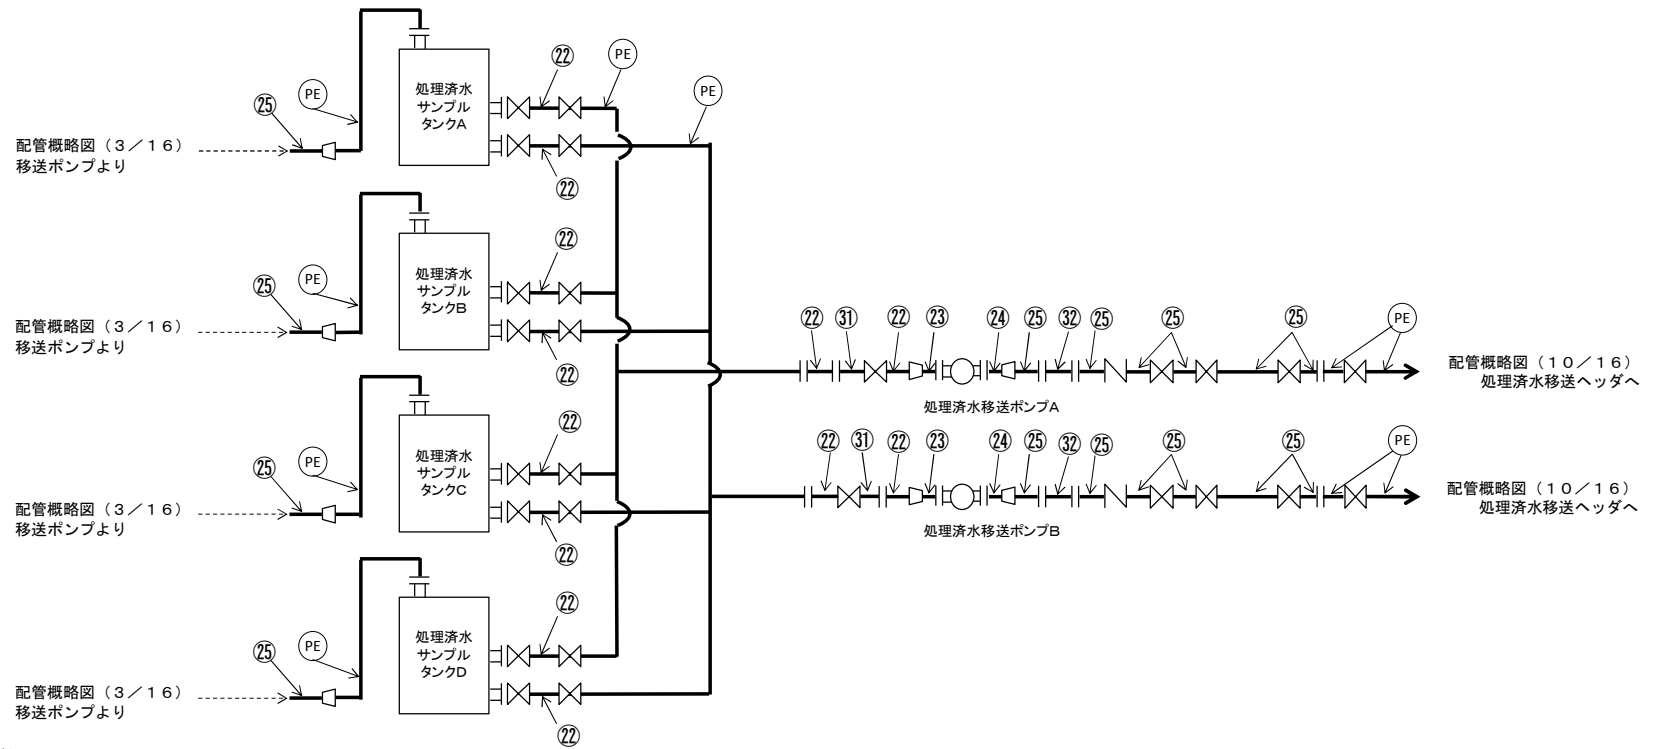 ㉒
PE
PE
㉕
PE
処理済水
サンプル
タンクA
配管概略図（３／１６）
移送ポンプより
㉒
㉒
PE
㉕
処理済水
サンプル
タンクB
配管概略図（３／１６）
移送ポンプより
㉒
㉒
PE
㉕
処理済水
サンプル
タンクC
配管概略図（３／１６）
移送ポンプより
㉒
㉒
PE
㉕
処理済水
サンプル
タンクD
配管概略図（３／１６）
移送ポンプより
㉒
㉒ ㉛ ㉒ ㉓ ㉔ ㉕ ㉜ ㉕ ㉕ ㉕ PE
配管概略図（１０／１６）
処理済水移送ヘッダへ
処理済水移送ポンプA
㉒ ㉛ ㉒ ㉓ ㉔ ㉕ ㉜ ㉕ ㉕ ㉕ PE
配管概略図（１０／１６）
処理済水移送ヘッダへ
処理済水移送ポンプB